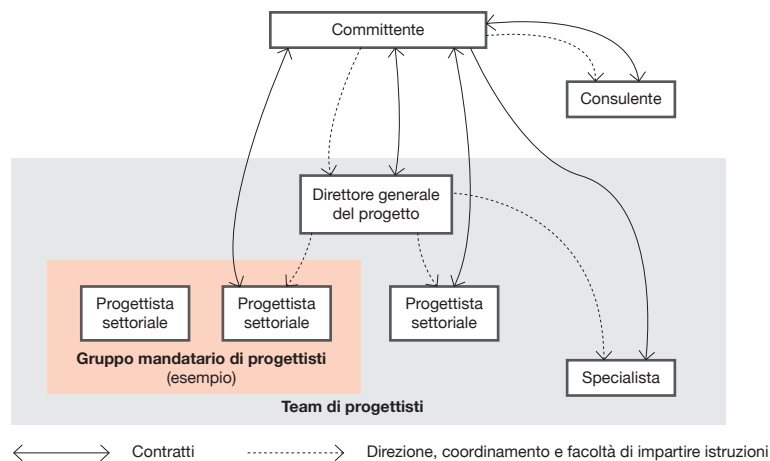 Committente
Consulente
Direttore generale
del progetto
Progettista
settoriale
Progettista
settoriale
Progettista
settoriale
Gruppo mandatario di progettisti
(esempio)
Specialista
Team di progettisti
Contratti
Direzione, coordinamento e facoltà di impartire istruzioni